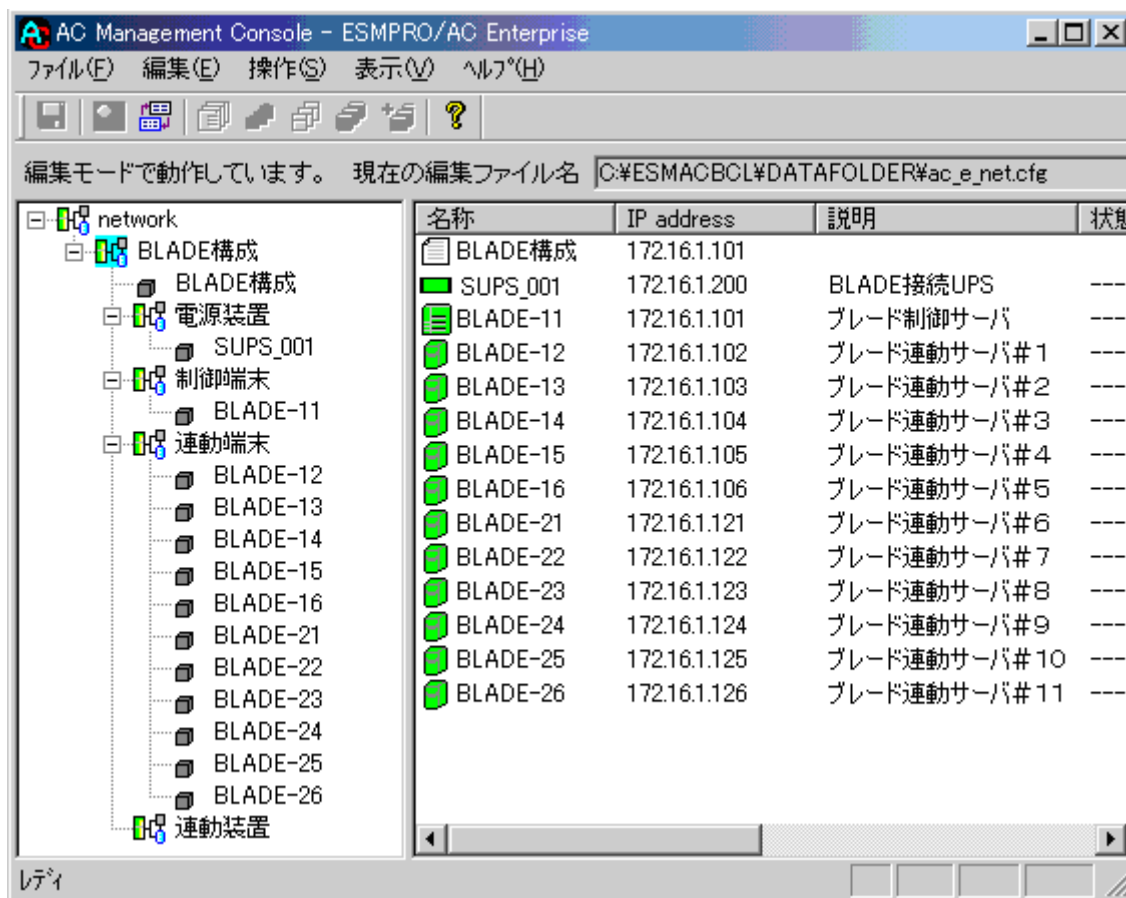 AC Management Console - ESMPRO/AC Enterprise
ファイル(F) 編集(E) 操作(S) 表示(V) ヘルプ(H)
編集モードで動作しています。 現在の編集ファイル名 C:¥ESMACBCL¥DATAFOLDER¥ac_e_net.cfg
network
BLADE構成
BLADE構成
電源装置
SUPS_001
制御端末
BLADE-11
連動端末
BLADE-12
BLADE-13
BLADE-14
BLADE-15
BLADE-16
BLADE-21
BLADE-22
BLADE-23
BLADE-24
BLADE-25
BLADE-26
連動装置
名称 IP address 説明 状態
BLADE構成 172.16.1.101
SUPS_001 172.16.1.200 BLADE接続UPS ---
BLADE-11 172.16.1.101 ブレード制御サーバ ---
BLADE-12 172.16.1.102 ブレード連動サーバ#1 ---
BLADE-13 172.16.1.103 ブレード連動サーバ#2 ---
BLADE-14 172.16.1.104 ブレード連動サーバ#3 ---
BLADE-15 172.16.1.105 ブレード連動サーバ#4 ---
BLADE-16 172.16.1.106 ブレード連動サーバ#5 ---
BLADE-21 172.16.1.121 ブレード連動サーバ#6 ---
BLADE-22 172.16.1.122 ブレード連動サーバ#7 ---
BLADE-23 172.16.1.123 ブレード連動サーバ#8 ---
BLADE-24 172.16.1.124 ブレード連動サーバ#9 ---
BLADE-25 172.16.1.125 ブレード連動サーバ#10 ---
BLADE-26 172.16.1.126 ブレード連動サーバ#11 ---
レディ